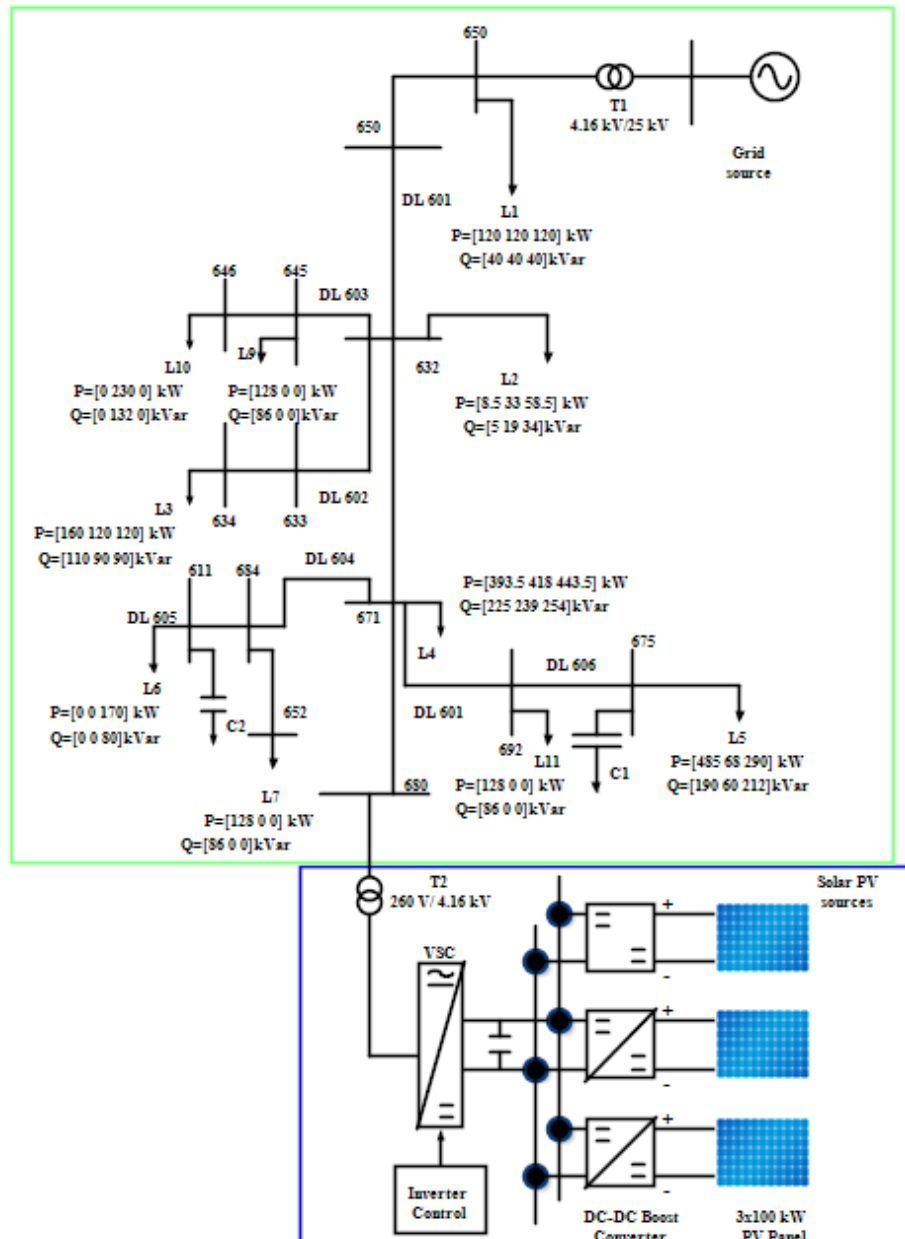 650
T1
4.16 kV/25 kV
Grid
source
650
DL 601
L1
P=[120 120 120] kW
Q=[40 40 40]kVar
646
645
DL 603
L10
L9
632
P=[0 230 0] kW
P=[128 0 0] kW
Q=[0 132 0]kVar
Q=[86 0 0]kVar
L2
P=[8.5 33 58.5] kW
Q=[5 19 34]kVar
DL 602
L3
634
633
P=[160 120 120] kW
Q=[110 90 90]kVar
611
684
DL 604
P=[393.5 418 443.5] kW
Q=[225 239 254]kVar
DL 605
671
L4
675
DL 606
L6
DL 601
P=[0 0 170] kW
Q=[0 0 80]kVar
C2
652
692
L11
C1
L5
P=[485 68 290] kW
Q=[190 60 212]kVar
L7
680
P=[128 0 0] kW
Q=[86 0 0]kVar
P=[128 0 0] kW
Q=[86 0 0]kVar
T2
260 V/ 4.16 kV
Solar PV
sources
VSC
+
-
+
-
+
-
Inverter
Control
DC-DC Boost
Converter
3x100 kW
PV Panel